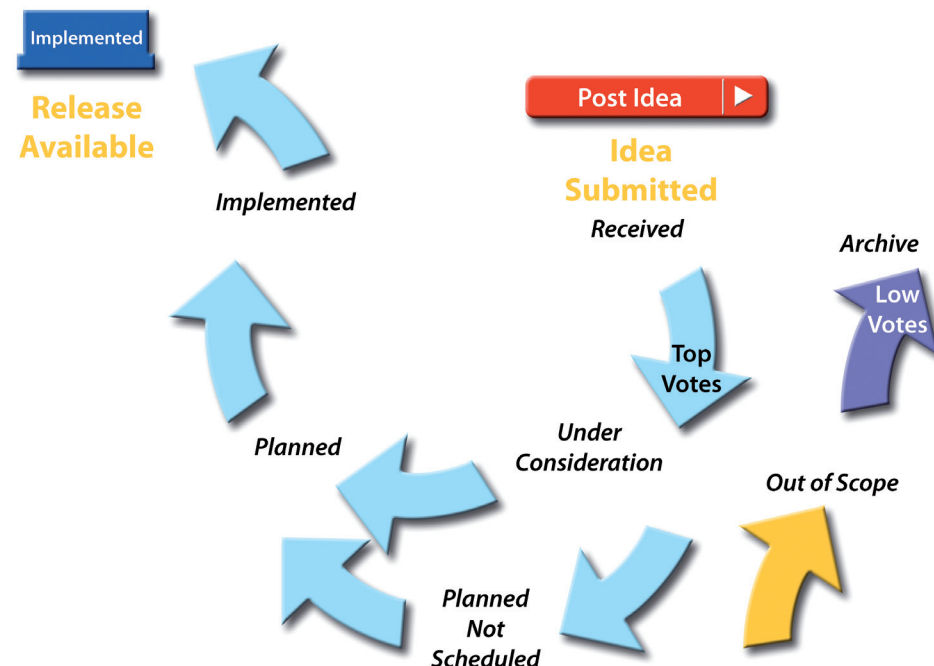 Implemented
Release
Available
Post Idea
Idea
Submitted
Received
Implemented
Archive
Low
Votes
Top
Votes
Planned
Under
Consideration
Out of Scope
Planned
Not
Scheduled